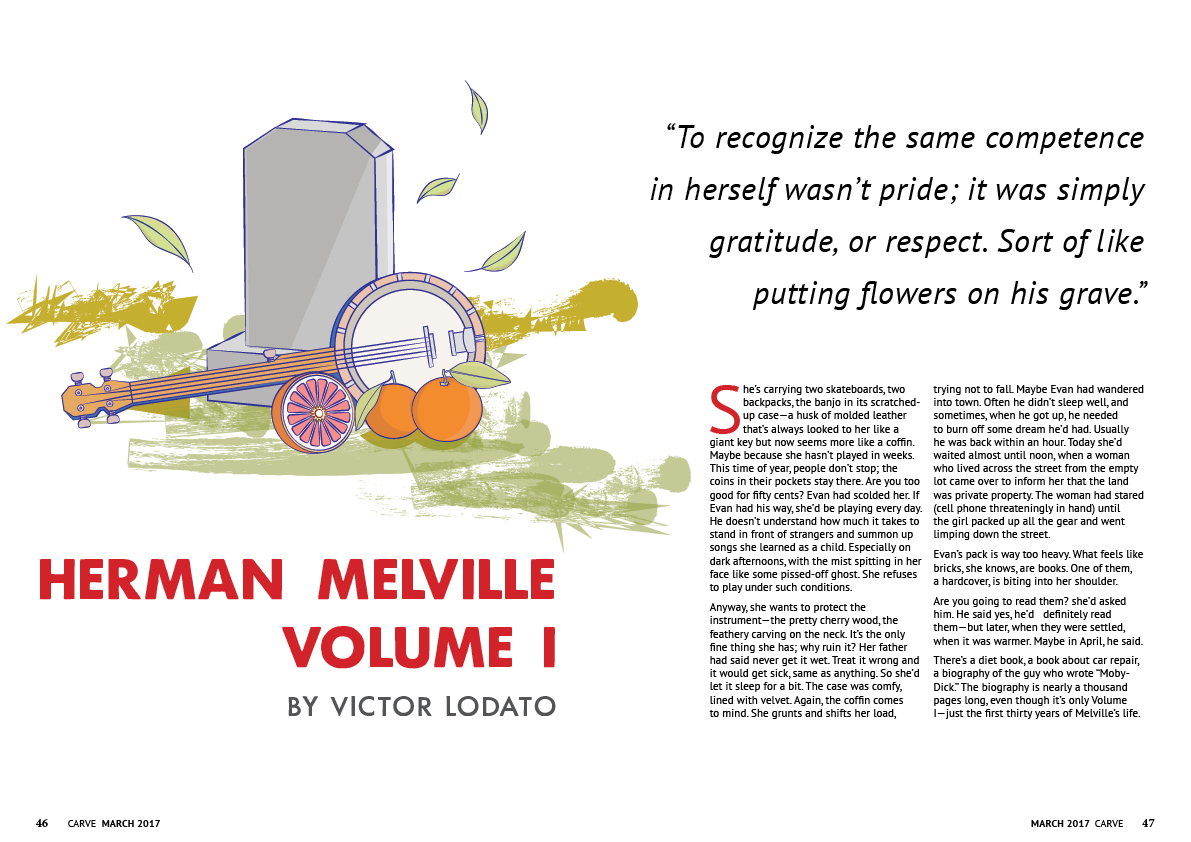 HERMAN MELVILLE
VOLUME I
BY VICTOR LODATO
46 CARVE MARCH 2017
“To recognize the same competence
in herself wasn’t pride; it was simply
gratitude, or respect. Sort of like
putting flowers on his grave.”
She’s carrying two skateboards, two
backpacks, the banjo in its scratched-
up case—a husk of molded leather
that’s always looked to her like a
giant key but now seems more like a coffin.
Maybe because she hasn’t played in weeks.
This time of year, people don’t stop; the
coins in their pockets stay there. Are you too
good for fifty cents? Evan had scolded her. If
Evan had his way, she’d be playing every day.
He doesn’t understand how much it takes to
stand in front of strangers and summon up
songs she learned as a child. Especially on
dark afternoons, with the mist spitting in her
face like some pissed-off ghost. She refuses
to play under such conditions.
Anyway, she wants to protect the
instrument—the pretty cherry wood, the
feathery carving on the neck. It’s the only
fine thing she has; why ruin it? Her father
had said never get it wet. Treat it wrong and
it would get sick, same as anything. So she’d
let it sleep for a bit. The case was comfy,
lined with velvet. Again, the coffin comes
to mind. She grunts and shifts her load,
trying not to fall. Maybe Evan had wandered
into town. Often he didn’t sleep well, and
sometimes, when he got up, he needed
to burn off some dream he’d had. Usually
he was back within an hour. Today she’d
waited almost until noon, when a woman
who lived across the street from the empty
lot came over to inform her that the land
was private property. The woman had stared
(cell phone threateningly in hand) until
the girl packed up all the gear and went
limping down the street.
Evan’s pack is way too heavy. What feels like
bricks, she knows, are books. One of them,
a hardcover, is biting into her shoulder.
Are you going to read them? she’d asked
him. He said yes, he’d definitely read
them—but later, when they were settled,
when it was warmer. Maybe in April, he said.
There’s a diet book, a book about car repair,
a biography of the guy who wrote “Moby-
Dick.” The biography is nearly a thousand
pages long, even though it’s only Volume
I—just the first thirty years of Melville’s life.
MARCH 2017 CARVE 47